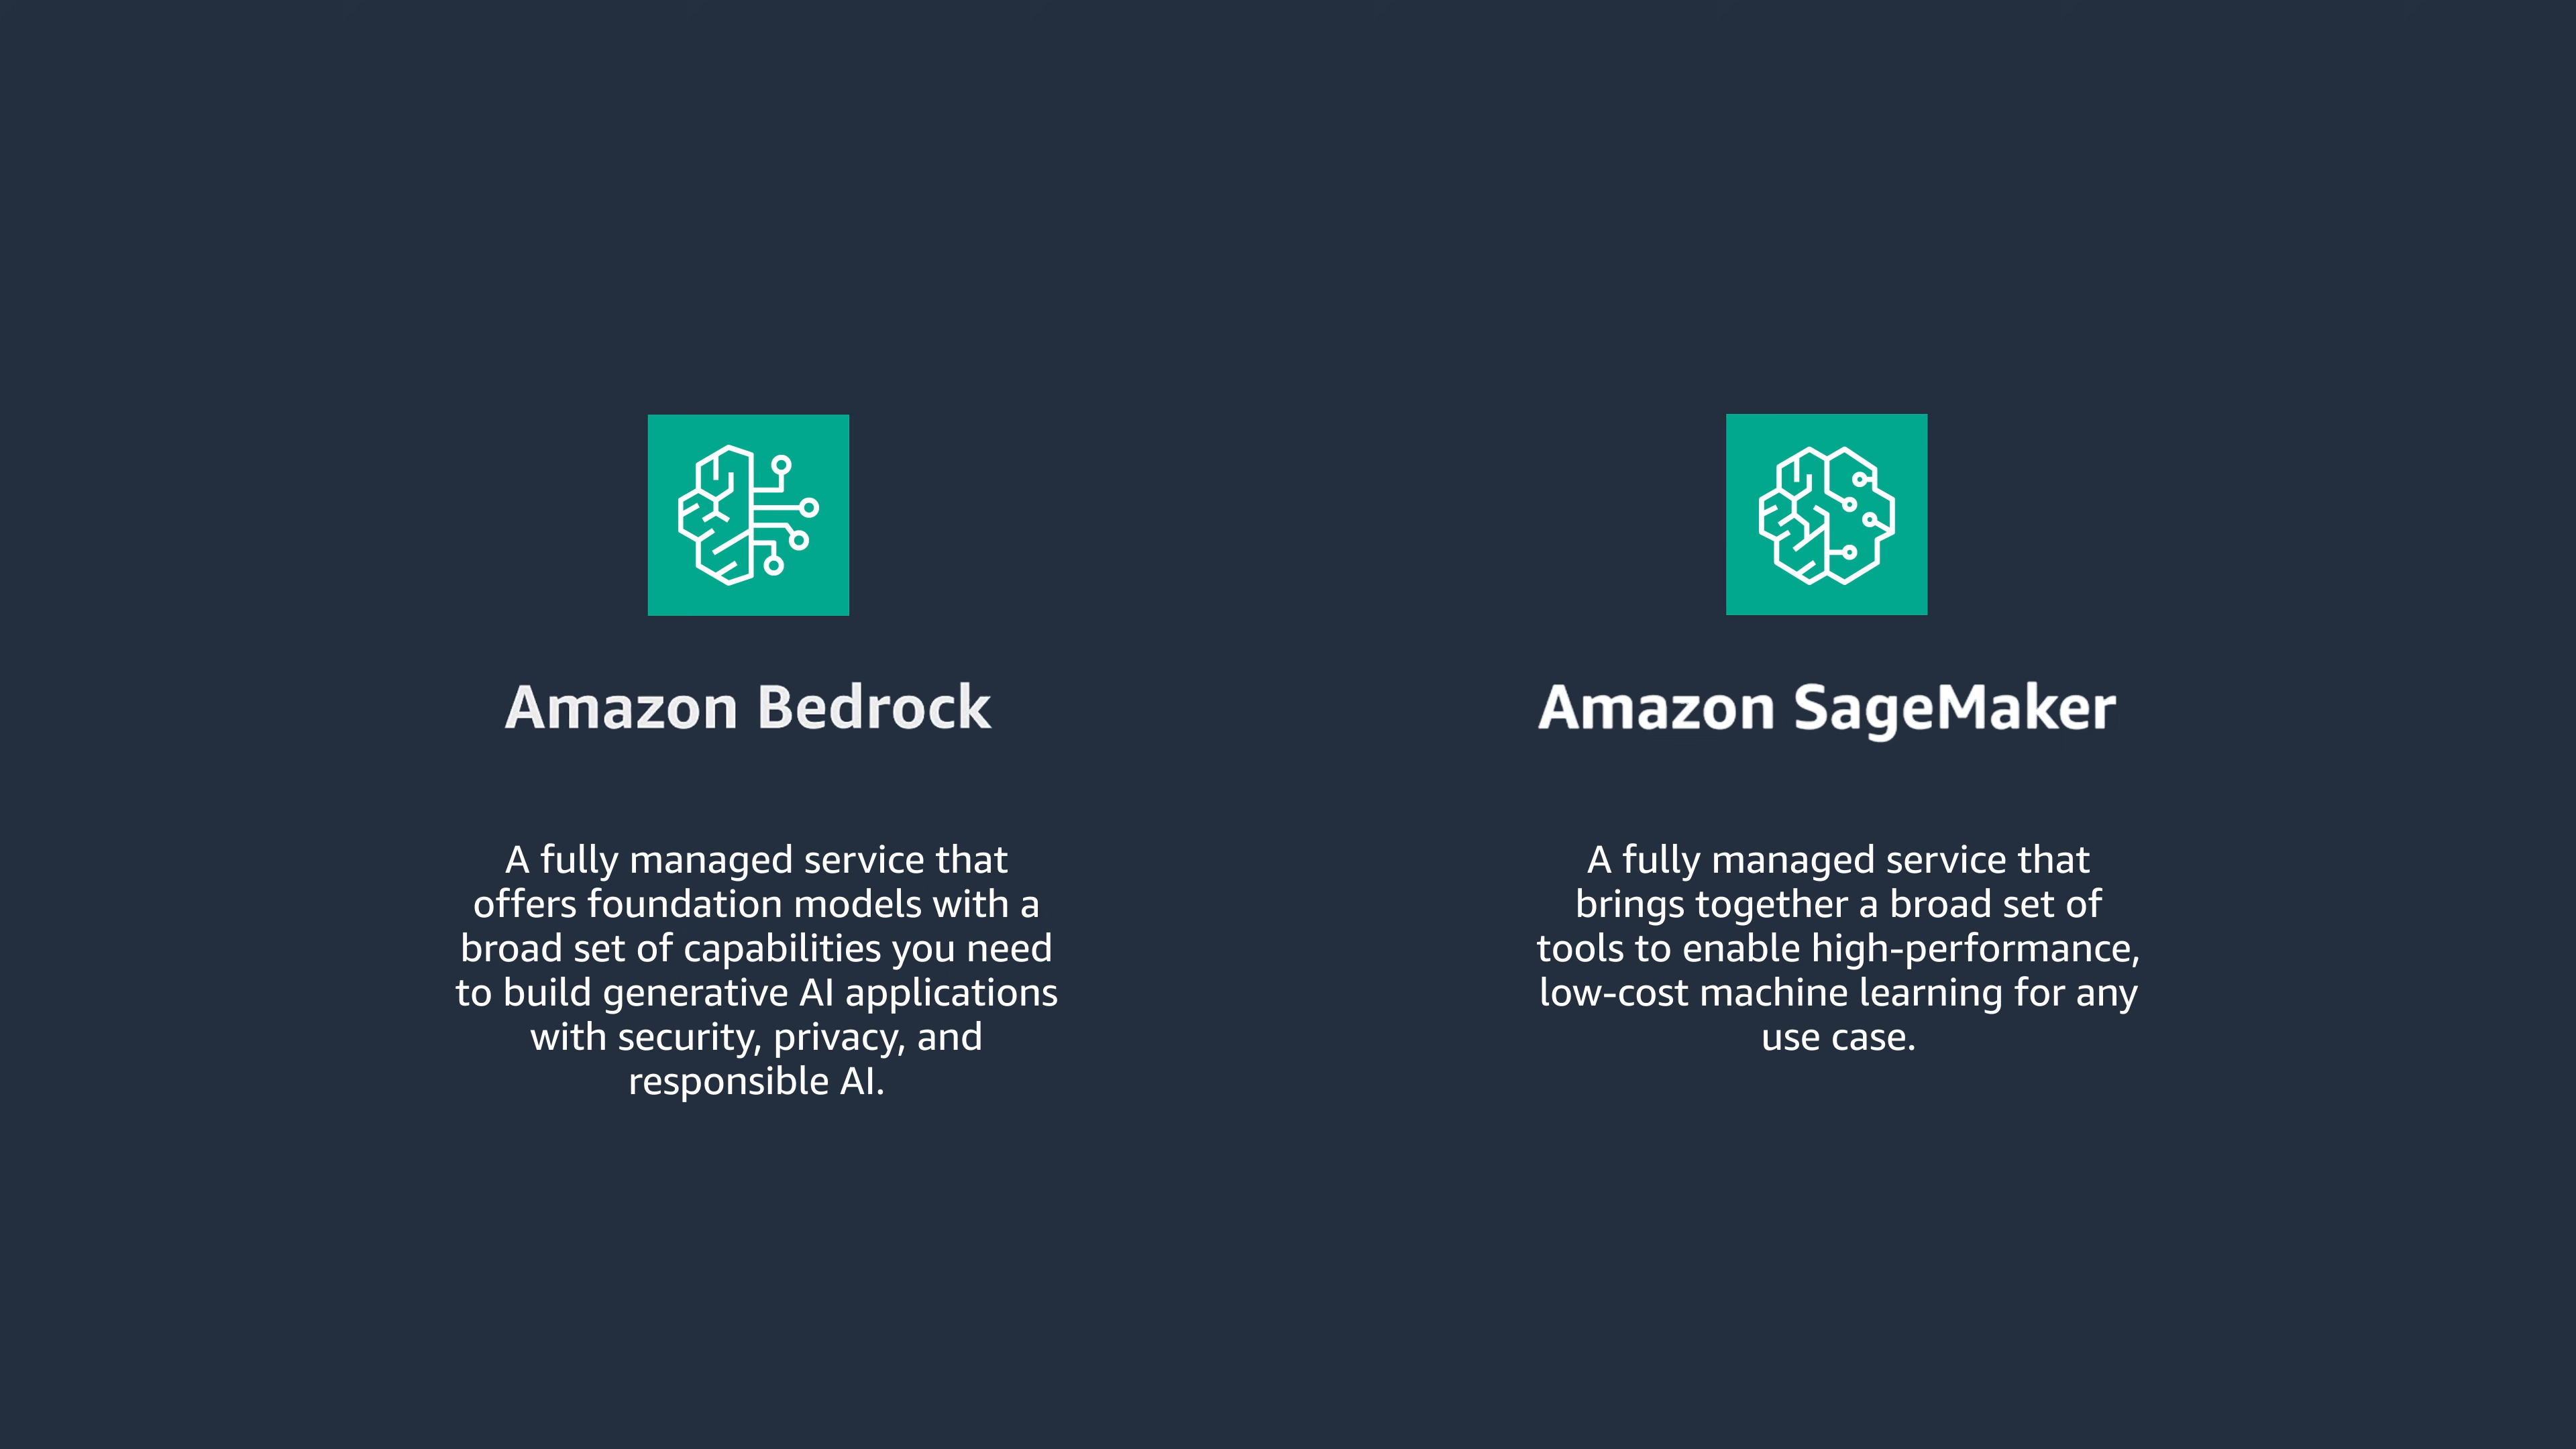 Amazon Bedrock
A fully managed service that
offers foundation models with a
broad set of capabilities you need
to build generative AI applications
with security, privacy, and
responsible AI.
Amazon SageMaker
A fully managed service that
brings together a broad set of
tools to enable high-performance,
low-cost machine learning for any
use case.